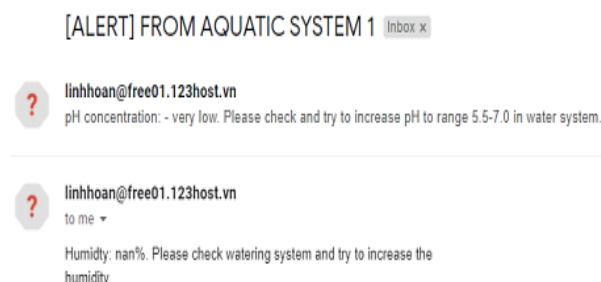 [ALERT] FROM AQUATIC SYSTEM 1 Inbox x
linhhoan@free01.123host.vn
pH concentration: - very low. Please check and try to increase pH to range 5.5-7.0 in water system.
linhhoan@free01.123host.vn
to me
Humidty: nan%. Please check watering system and try to increase the
humidity.